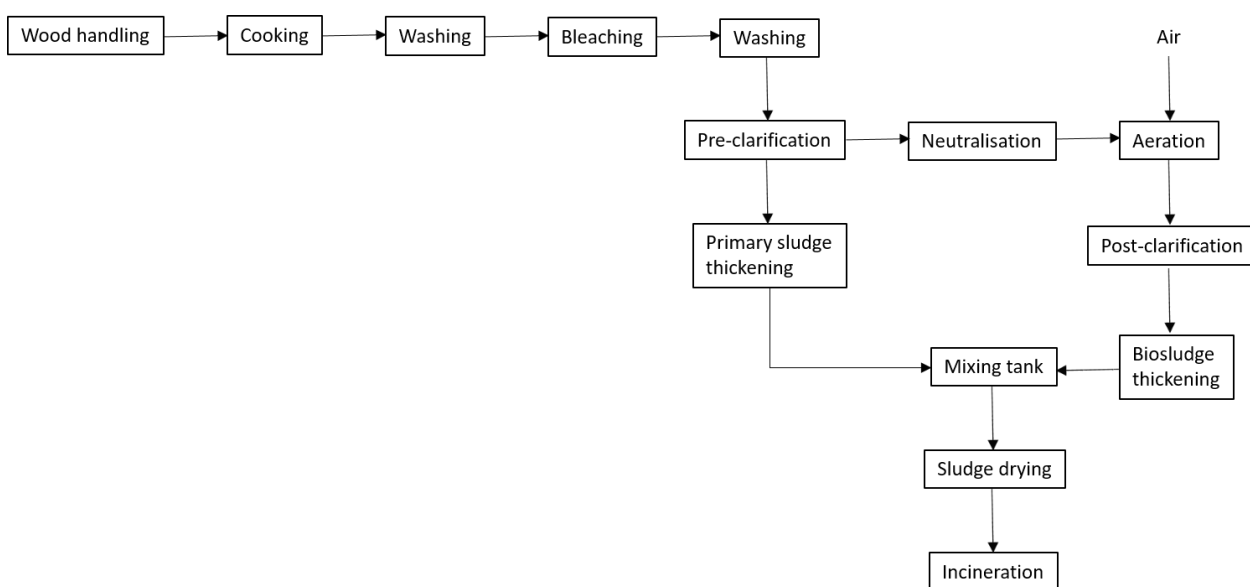 Wood handling
Cooking
Washing
Bleaching
Washing
Air
Pre-clarification
Neutralisation
Aeration
Primary sludge
thickening
Post-clarification
Mixing tank
Biosludge
thickening
Sludge drying
Incineration